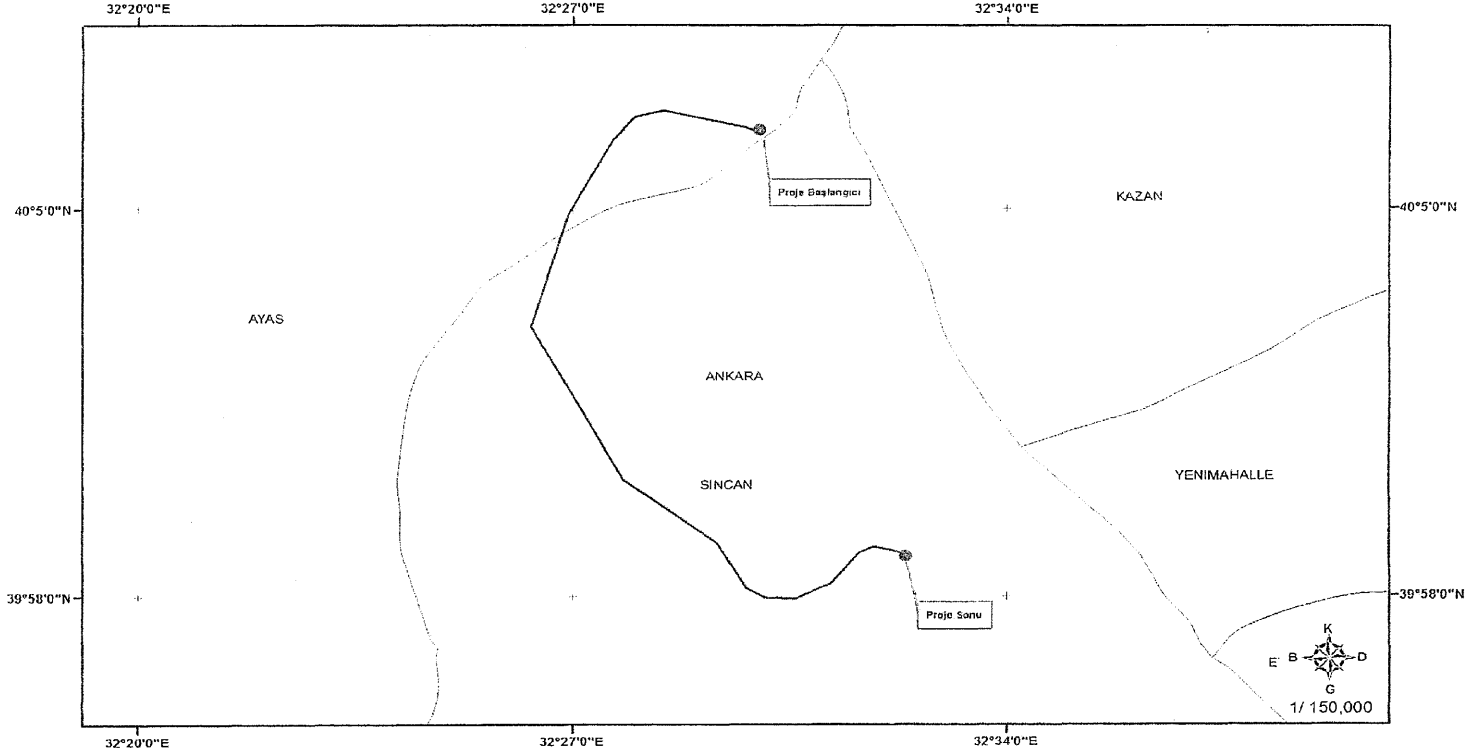 32°20'0"E
32°27'0"E
32°34'0"E
Proje Başlangıcı
KAZAN
40°5'0"N
40°5'0"N
AYAS
ANKARA
YENIMAHALLE
SINCAN
39°58'0"N
39°58'0"N
Proje Sonu
K
E B D
G
1/ 150,000
32°20'0"E
32°27'0"E
32°34'0"E